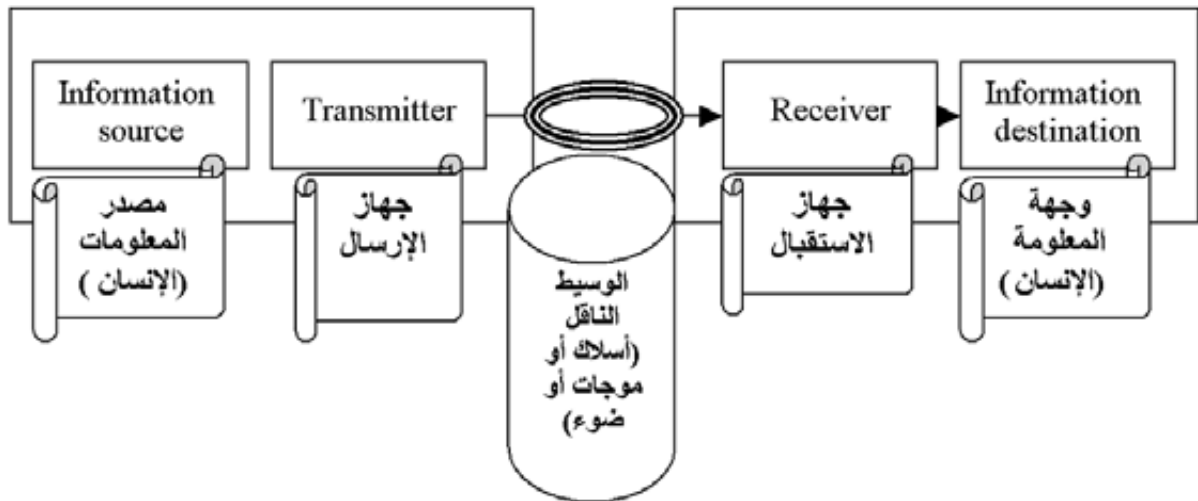 Information
source
Transmitter
Receiver
Information
destination
مصدر
المعلومات
(الإنسان )
جهاز
الإرسال
الوسيط
الناقل
(أسلاك أو
موجات أو
ضوء)
جهاز
الاستقبال
وجهة
المعلومة
(الإنسان )